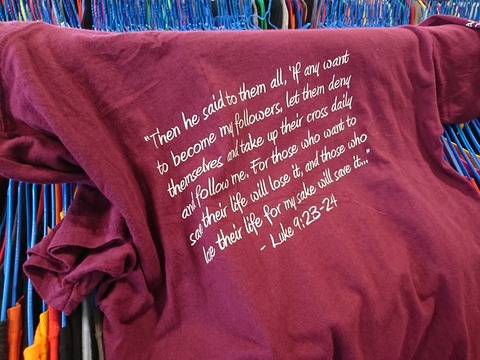 "Then he said to them all, 'If any want
to become my followers, let them deny
themselves and take up their cross daily
and follow me. For those who want to
save their life will lose it, and those who
lose their life for my sake will save it..."
- Luke 9:23-24